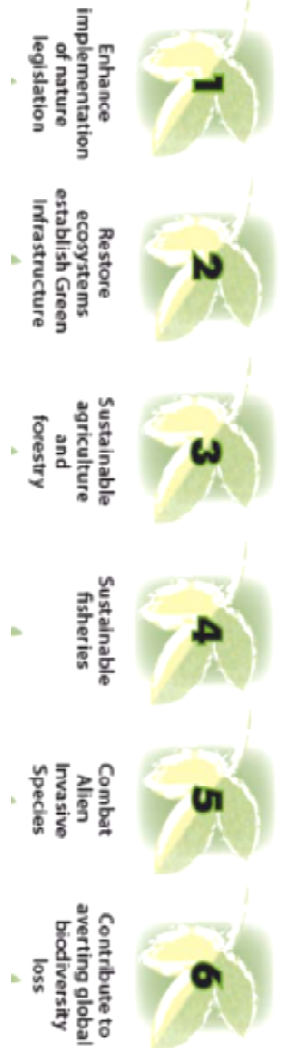 1
Enhance
implementation
of nature
legislation
2
Restore
ecosystems
establish Green
Infrastructure
3
Sustainable
agriculture
and
forestry
4
Sustainable
fisheries
5
Combat
Alien
Invasive
Species
6
Contribute to
averting global
biodiversity
loss